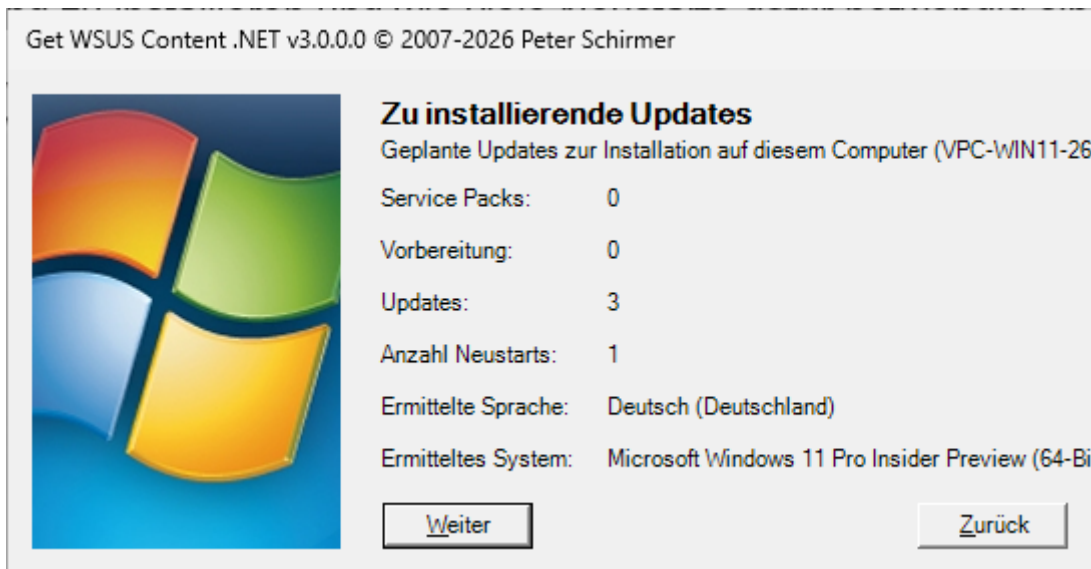 Get WSUS Content .NET v3.0.0.0 © 2007-2026 Peter Schirmer
Zu installierende Updates
Geplante Updates zur Installation auf diesem Computer (VPC-WIN11-26
Service Packs: 0
Vorbereitung: 0
Updates: 3
Anzahl Neustarts: 1
Ermittelte Sprache: Deutsch (Deutschland)
Ermitteltes System: Microsoft Windows 11 Pro Insider Preview (64-Bi
Weiter Zurück